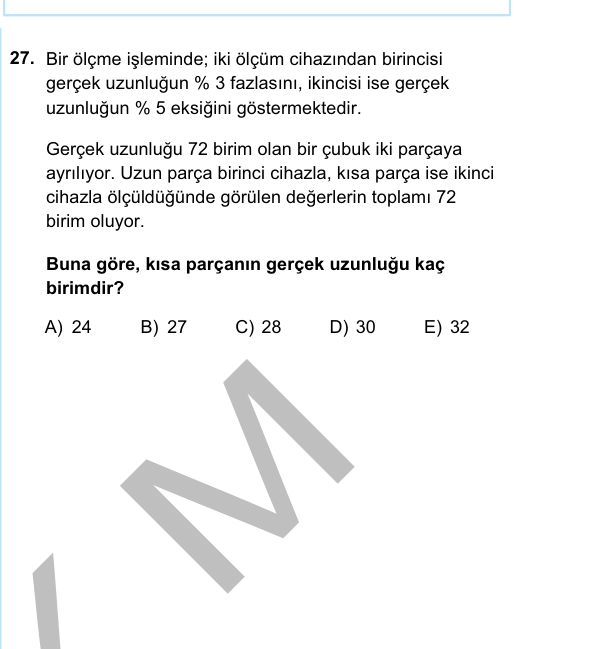 27. Bir ölçme işleminde; iki ölçüm cihazından birincisi
gerçek uzunluğun % 3 fazlasını, ikincisi ise gerçek
uzunluğun % 5 eksiğini göstermektedir.
Gerçek uzunluğu 72 birim olan bir çubuk iki parçaya
ayrılıyor. Uzun parça birinci cihazla, kısa parça ise ikinci
cihazla ölçüldüğünde görülen değerlerin toplamı 72
birim oluyor.
Buna göre, kısa parçanın gerçek uzunluğu kaç
birimdir?
A) 24 B) 27 C) 28 D) 30 E) 32
M